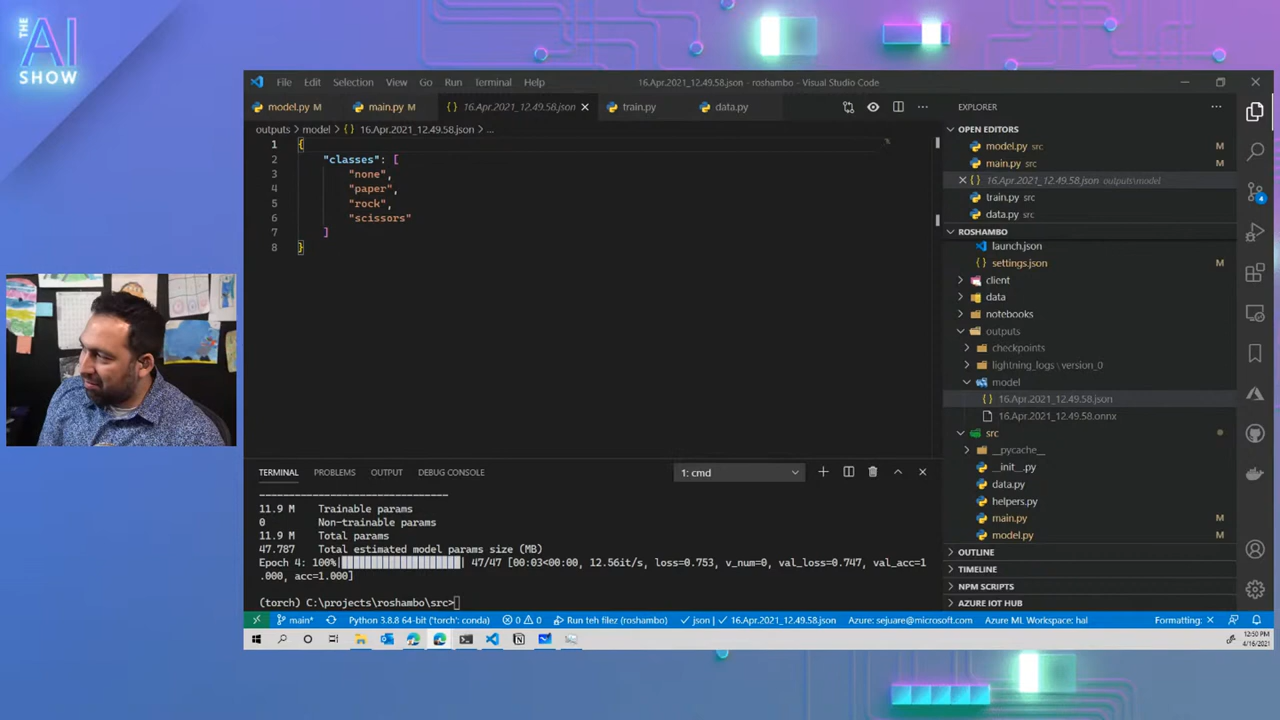 THE
AI
SHOW
File Edit Selection View Go Run Terminal Help
16.Apr.2021_12.49.58.json - roshambo - Visual Studio Code
model.py M
main.py M
{} 16.Apr.2021_12.49.58.json
train.py
data.py
EXPLORER
outputs > model > {} 16.Apr.2021_12.49.58.json > ...
1 {
2 "classes": [
3 "none",
4 "paper",
5 "rock",
6 "scissors"
7 ]
8 }
OPEN EDITORS
model.py src M
main.py src M
{} 16.Apr.2021_12.49.58.json outputs\model
train.py src
data.py src
ROSHAMBO
launch.json
{} settings.json M
client
data
notebooks
outputs
checkpoints
lightning_logs \ version_0
model
{} 16.Apr.2021_12.49.58.json
16.Apr.2021_12.49.58.onnx
src
__pycache__
__init__.py
data.py
helpers.py
main.py M
model.py M
OUTLINE
TIMELINE
NPM SCRIPTS
AZURE IOT HUB
4
TERMINAL PROBLEMS OUTPUT DEBUG CONSOLE
1: cmd
--------------------------------
11.9 M Trainable params
0 Non-trainable params
11.9 M Total params
47.787 Total estimated model params size (MB)
Epoch 4: 100%| | 47/47 [00:03<00:00, 12.56it/s, loss=0.753, v_num=0, val_loss=0.747, val_acc=1
.000, acc=1.000]
(torch) C:\projects\roshambo\src>
main* Python 3.8.8 64-bit ('torch': conda) 0 0 Run teh filez (roshambo) json | 16.Apr.2021_12.49.58.json Azure: sejuare@microsoft.com Azure ML Workspace: hal Formatting: ×
12:50 PM
4/16/2021